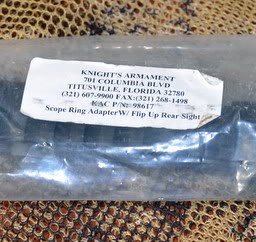 KNIGHT'S ARMAMENT
701 COLUMBIA BLVD
TITUSVILLE, FLORIDA 32780
(321) 607-9900 FAX:(321) 268-1498
KAC P/N: 98617
Scope Ring AdapterW/ Flip Up Rear Sight